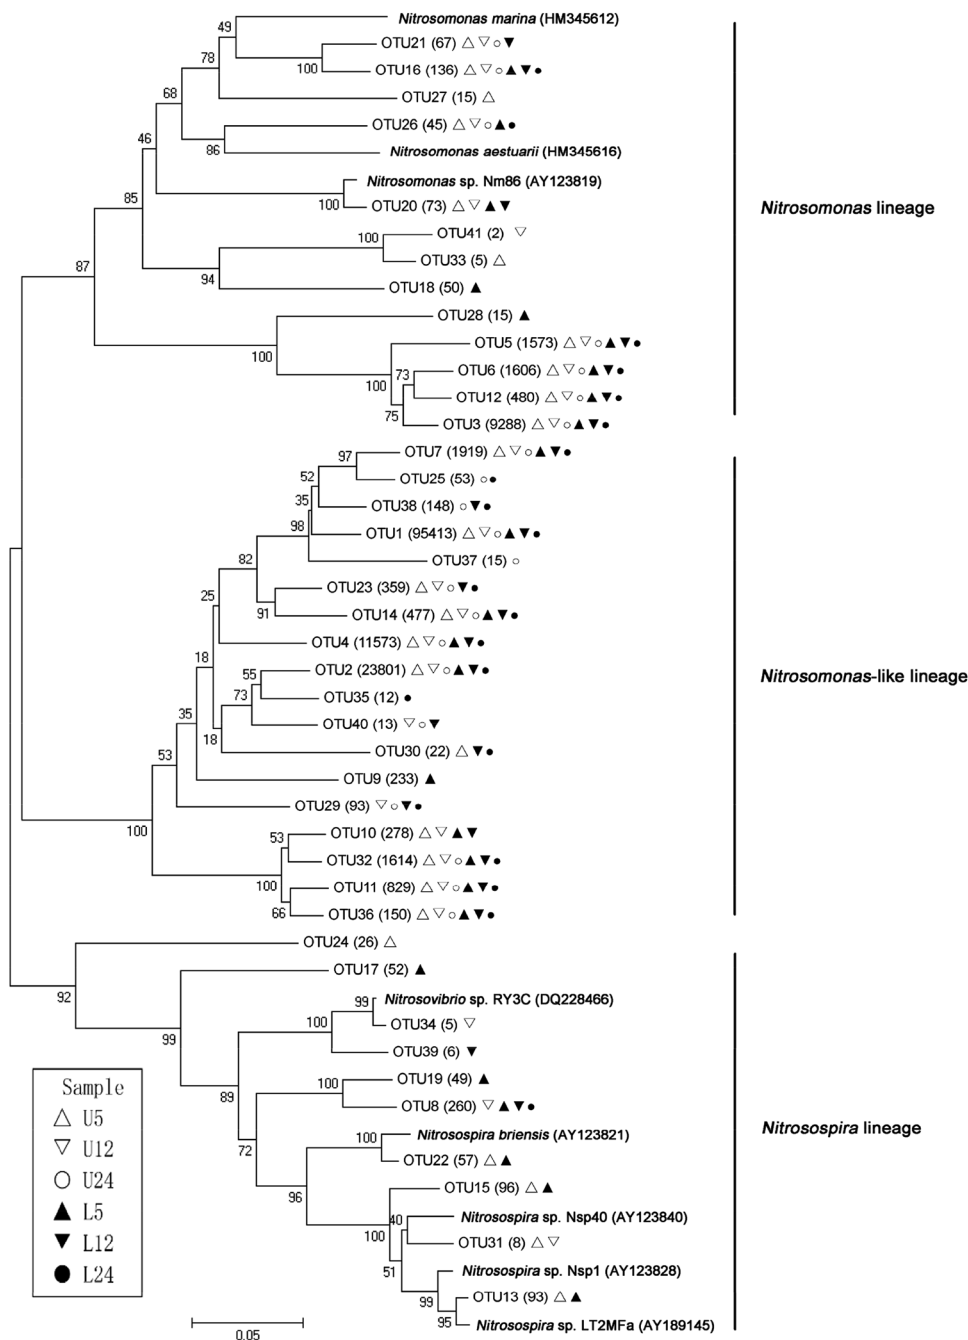 49
Nitrosomonas marina (HM345612)
OTU21 (67) △ ▽ ○ ▼
78
100
OTU16 (136) △ ▽ ○ ▲ ▼ ●
68
OTU27 (15) △
OTU26 (45) △ ▽ ○ ▲ ●
46
86
Nitrosomonas aestuarii (HM345616)
Nitrosomonas sp. Nm86 (AY123819)
85
100
OTU20 (73) △ ▽ ▲ ▼
Nitrosomonas lineage
OTU41 (2) ▽
100
87
OTU33 (5) △
94
OTU18 (50) ▲
OTU28 (15) ▲
100
OTU5 (1573) △ ▽ ○ ▲ ▼ ●
73
OTU6 (1606) △ ▽ ○ ▲ ▼ ●
100
OTU12 (480) △ ▽ ○ ▲ ▼ ●
75
OTU3 (9288) △ ▽ ○ ▲ ▼ ●
97
OTU7 (1919) △ ▽ ○ ▲ ▼ ●
52
OTU25 (53) ○ ●
35
OTU38 (148) ○ ▼ ●
98
OTU1 (95413) △ ▽ ○ ▲ ▼ ●
82
OTU37 (15) ○
OTU23 (359) △ ▽ ○ ▼ ●
25
91
OTU14 (477) △ ▽ ○ ▲ ▼ ●
OTU4 (11573) △ ▽ ○ ▲ ▼ ●
18
55
OTU2 (23801) △ ▽ ○ ▲ ▼ ●
Nitrosomonas-like lineage
73
OTU35 (12) ●
35
OTU40 (13) ▽ ○ ▼
18
OTU30 (22) △ ▼ ●
53
OTU9 (233) ▲
OTU29 (93) ▽ ○ ▼ ●
100
53
OTU10 (278) △ ▽ ▲ ▼
OTU32 (1614) △ ▽ ○ ▲ ▼ ●
100
OTU11 (829) △ ▽ ○ ▲ ▼ ●
66
OTU36 (150) △ ▽ ○ ▲ ▼ ●
OTU24 (26) △
92
OTU17 (52) ▲
99
Nitrosovibrio sp. RY3C (DQ228466)
100
OTU34 (5) ▽
99
OTU39 (6) ▼
100
OTU19 (49) ▲
89
OTU8 (260) ▽ ▲ ▼ ●
100
Nitrosospira briensis (AY123821)
Nitrosospira lineage
72
OTU22 (57) △ ▲
96
OTU15 (96) △ ▲
40
Nitrosospira sp. Nsp40 (AY123840)
100
OTU31 (8) △ ▽
51
Nitrosospira sp. Nsp1 (AY123828)
99
OTU13 (93) △ ▲
95
Nitrosospira sp. LT2MFa (AY189145)
Sample
△ U5
▽ U12
○ U24
▲ L5
▼ L12
● L24
0.05